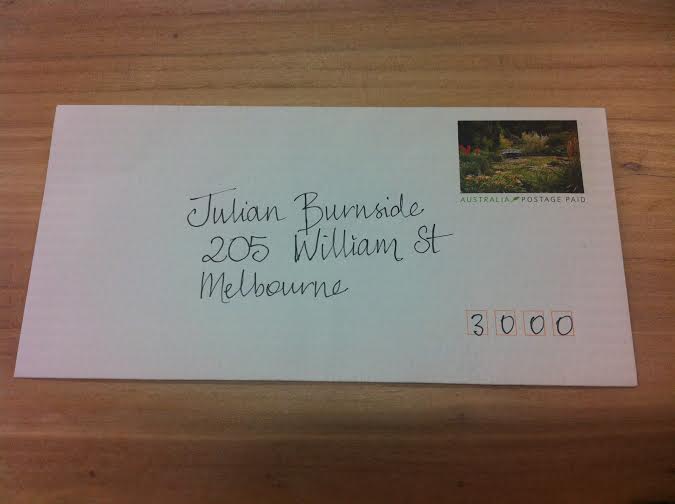 AUSTRALIA POSTAGE PAID
Julian Burnside
205 William St
Melbourne
3000